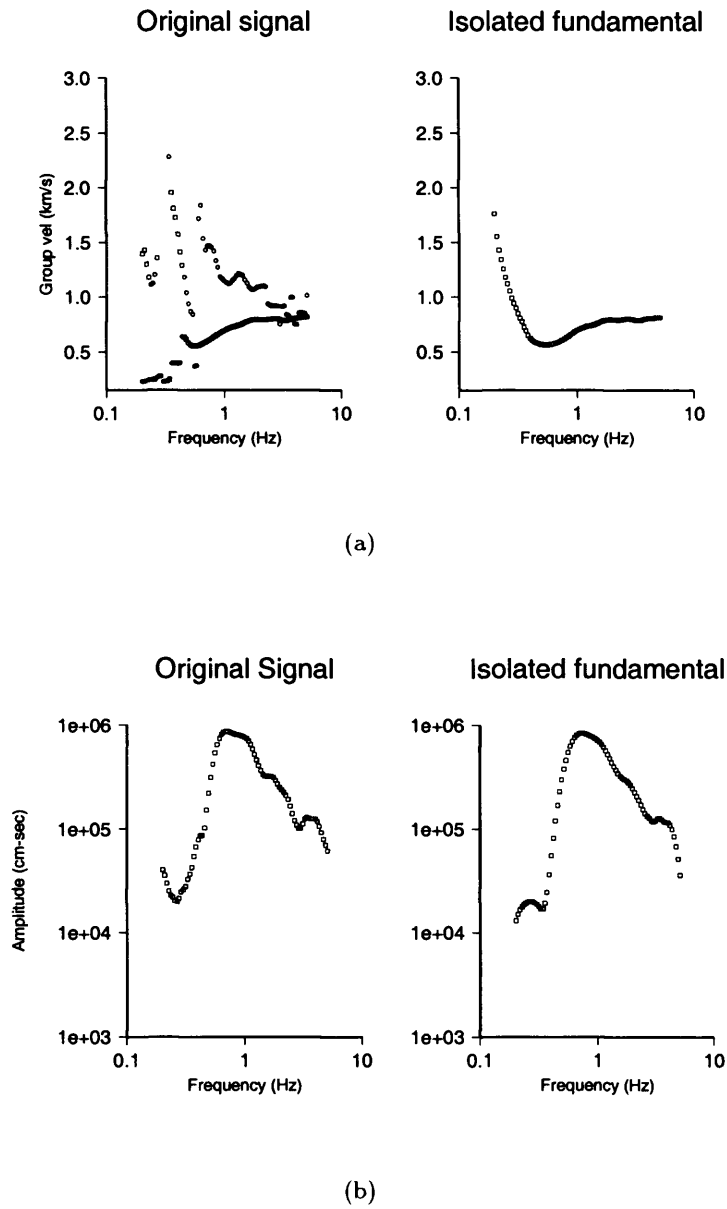 Original signal
Isolated fundamental
Group vel (km/s)
3.0
2.5
2.0
1.5
1.0
0.5
0.1
1
10
Frequency (Hz)
3.0
2.5
2.0
1.5
1.0
0.5
0.1
1
10
Frequency (Hz)
(a)
Original Signal
Isolated fundamental
Amplitude (cm-sec)
1e+06
1e+05
1e+04
1e+03
0.1
1
10
Frequency (Hz)
1e+06
1e+05
1e+04
1e+03
0.1
1
10
Frequency (Hz)
(b)